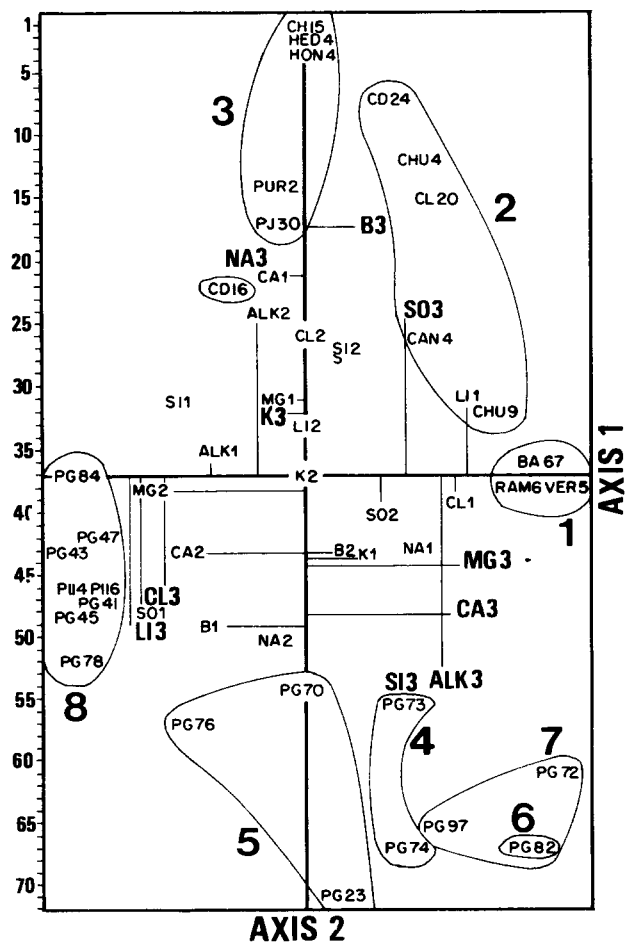 1
CH15
HED4
HON4
5
3
CD24
10
CHU4
PUR2
CL20
2
15
PJ30
B3
NA3
20
CA1
CD16
ALK2
SO3
25
CL2
SI2
S
CAN4
30
SI1
MG1
LI1
K3
CHU9
LI2
35
ALK1
BA67
AXIS 1
PG84
K2
MG2
RAM6 VER5
CL1
40
SO2
1
PG47
PG43
CA2
B2
K1
NA1
MG3
45
P114 P116
PG41
CL3
SO1
CA3
PG45
LI3
B1
50
NA2
PG78
8
SI3
ALK3
55
PG70
PG73
PG76
4
7
60
PG72
65
PG97
6
5
PG74
PG82
70
PG23
AXIS 2